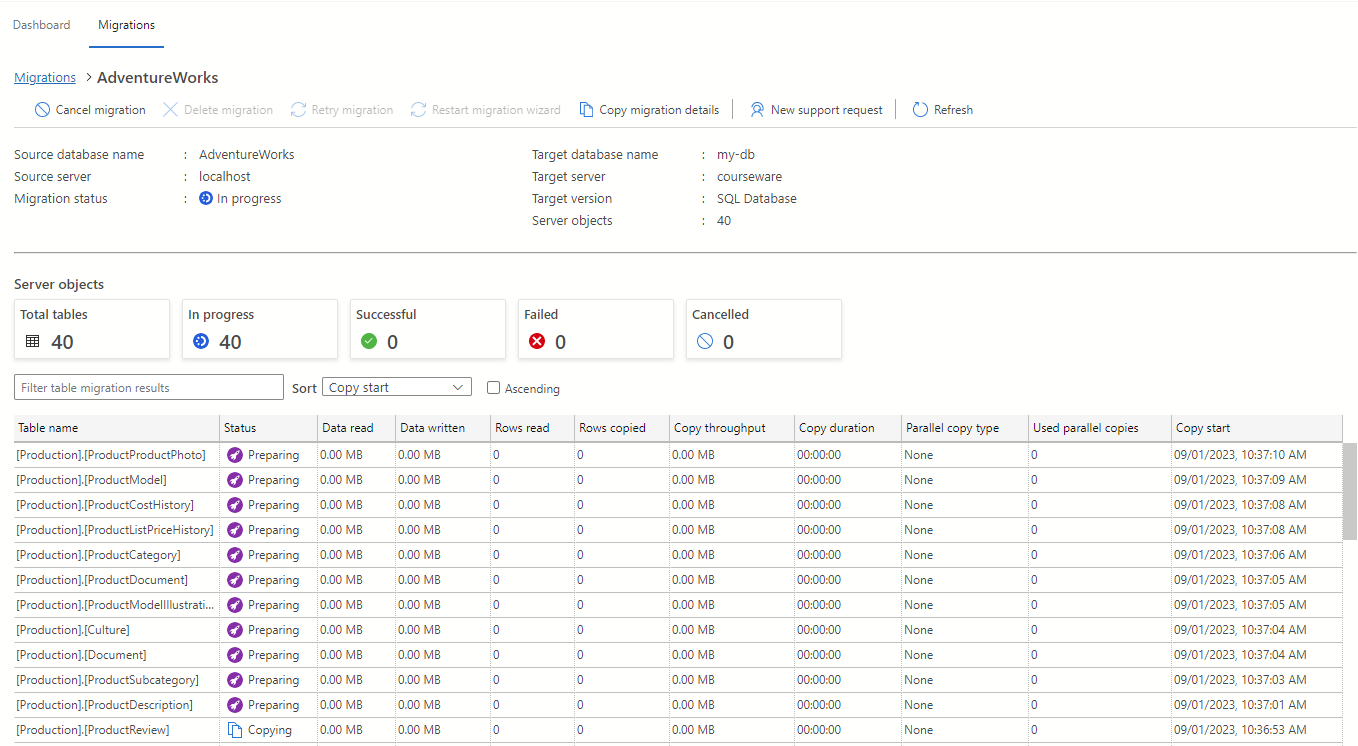 Dashboard Migrations
Migrations > AdventureWorks
Cancel migration Delete migration Retry migration Restart migration wizard Copy migration details New support request Refresh
Source database name : AdventureWorks Target database name : my-db
Source server : localhost Target server : courseware
Migration status : In progress Target version : SQL Database
Server objects : 40
Server objects
Total tables In progress Successful Failed Cancelled
40 40 0 0 0
Filter table migration results Sort Copy start Ascending
Table name Status Data read Data written Rows read Rows copied Copy throughput Copy duration Parallel copy type Used parallel copies Copy start
[Production].[ProductProductPhoto] Preparing 0.00 MB 0.00 MB 0 0 0.00 MB 00:00:00 None 0 09/01/2023, 10:37:10 AM
[Production].[ProductModel] Preparing 0.00 MB 0.00 MB 0 0 0.00 MB 00:00:00 None 0 09/01/2023, 10:37:09 AM
[Production].[ProductCostHistory] Preparing 0.00 MB 0.00 MB 0 0 0.00 MB 00:00:00 None 0 09/01/2023, 10:37:08 AM
[Production].[ProductListPriceHistory] Preparing 0.00 MB 0.00 MB 0 0 0.00 MB 00:00:00 None 0 09/01/2023, 10:37:08 AM
[Production].[ProductCategory] Preparing 0.00 MB 0.00 MB 0 0 0.00 MB 00:00:00 None 0 09/01/2023, 10:37:06 AM
[Production].[ProductDocument] Preparing 0.00 MB 0.00 MB 0 0 0.00 MB 00:00:00 None 0 09/01/2023, 10:37:05 AM
[Production].[ProductModelIllustrati... Preparing 0.00 MB 0.00 MB 0 0 0.00 MB 00:00:00 None 0 09/01/2023, 10:37:05 AM
[Production].[Culture] Preparing 0.00 MB 0.00 MB 0 0 0.00 MB 00:00:00 None 0 09/01/2023, 10:37:04 AM
[Production].[Document] Preparing 0.00 MB 0.00 MB 0 0 0.00 MB 00:00:00 None 0 09/01/2023, 10:37:04 AM
[Production].[ProductSubcategory] Preparing 0.00 MB 0.00 MB 0 0 0.00 MB 00:00:00 None 0 09/01/2023, 10:37:03 AM
[Production].[ProductDescription] Preparing 0.00 MB 0.00 MB 0 0 0.00 MB 00:00:00 None 0 09/01/2023, 10:37:01 AM
[Production].[ProductReview] Copying 0.00 MB 0.00 MB 0 0 0.00 MB 00:00:00 None 0 09/01/2023, 10:36:53 AM